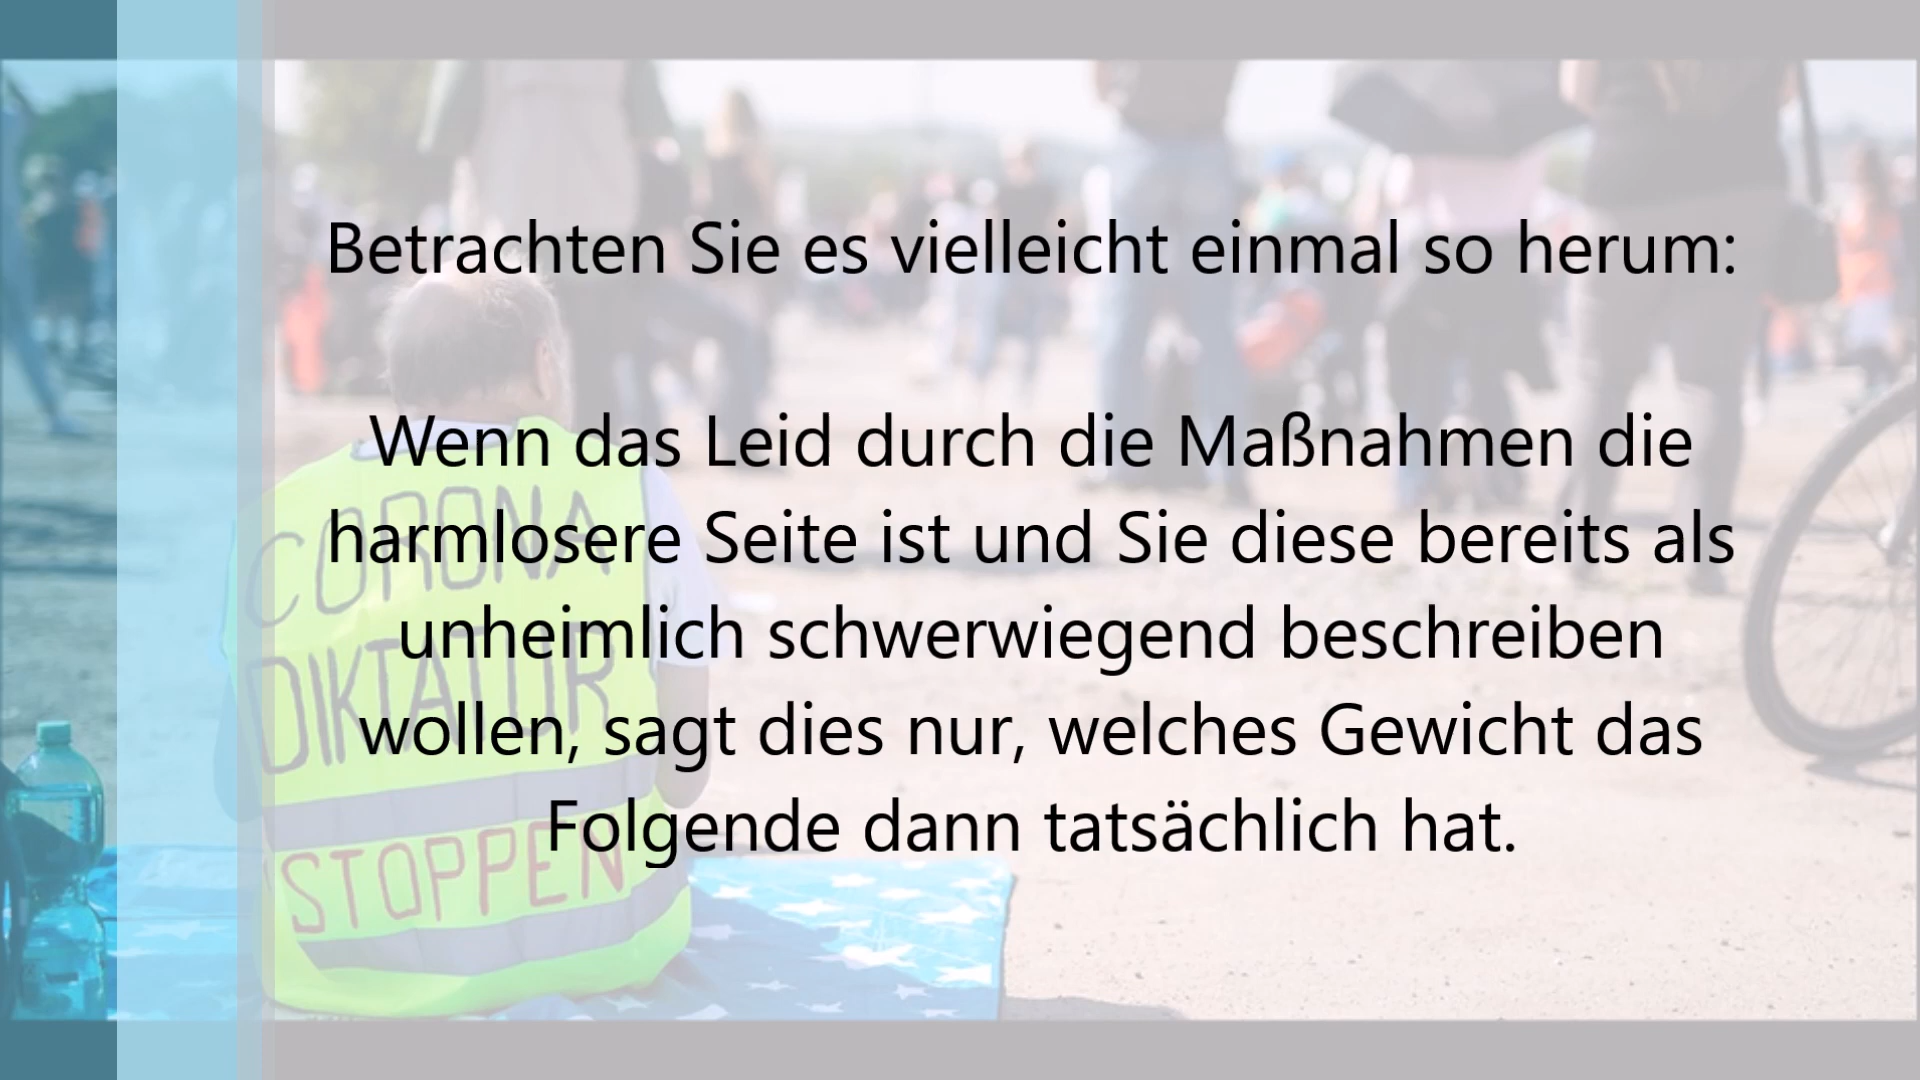 Betrachten Sie es vielleicht einmal so herum:
Wenn das Leid durch die Maßnahmen die
harmlosere Seite ist und Sie diese bereits als
unheimlich schwerwiegend beschreiben
wollen, sagt dies nur, welches Gewicht das
Folgende dann tatsächlich hat.
CORONA
DIKTATUR
STOPPEN